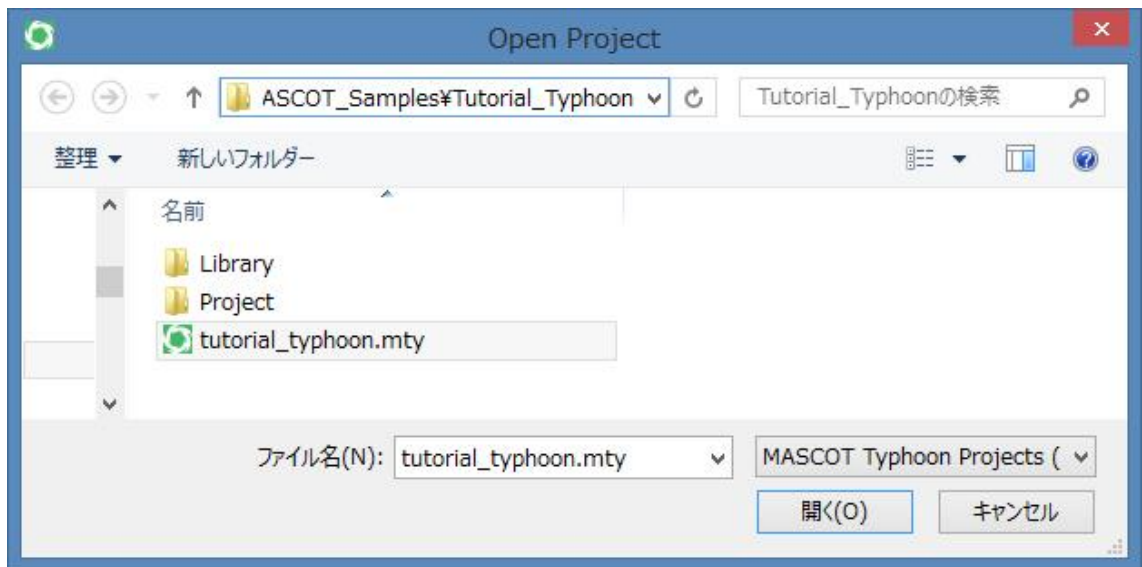 Open Project
ASCOT_Samples¥Tutorial_Typhoon
Tutorial_Typhoonの検索
整理 新しいフォルダー
名前
Library
Project
tutorial_typhoon.mty
ファイル名(N): tutorial_typhoon.mty
MASCOT Typhoon Projects (
開く(O) キャンセル